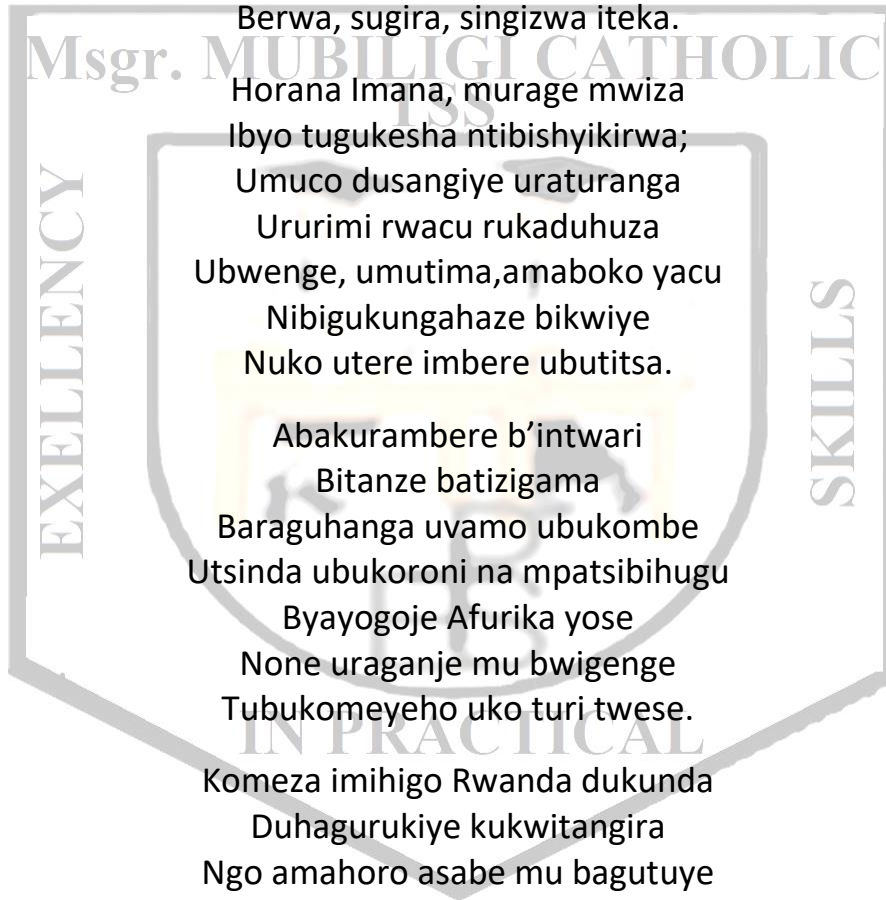 Berwa, sugira, singizwa iteka.
Msgr. MUBILIGI CATHOLIC
TSS
Horana Imana, murage mwiza
Ibyo tugukesha ntibishyikirwa;
Umuco dusangiye uraturanga
Ururimi rwacu rukaduhuza
Ubwenge, umutima,amaboko yacu
Nibigukungahaze bikwiye
Nuko utere imbere ubutitsa.
EXELLENCY
SKILLS
Abakurambere b’intwari
Bitanze batizigama
Baraguhanga uvamo ubukombe
Utsinda ubukoroni na mpatsibihugu
Byayogoje Afurika yose
None uraganje mu bwigenge
Tubukomeyeho uko turi twese.
IN PRACTICAL
Komeza imihigo Rwanda dukunda
Duhagurukiye kukwitangira
Ngo amahoro asabe mu bagutuye